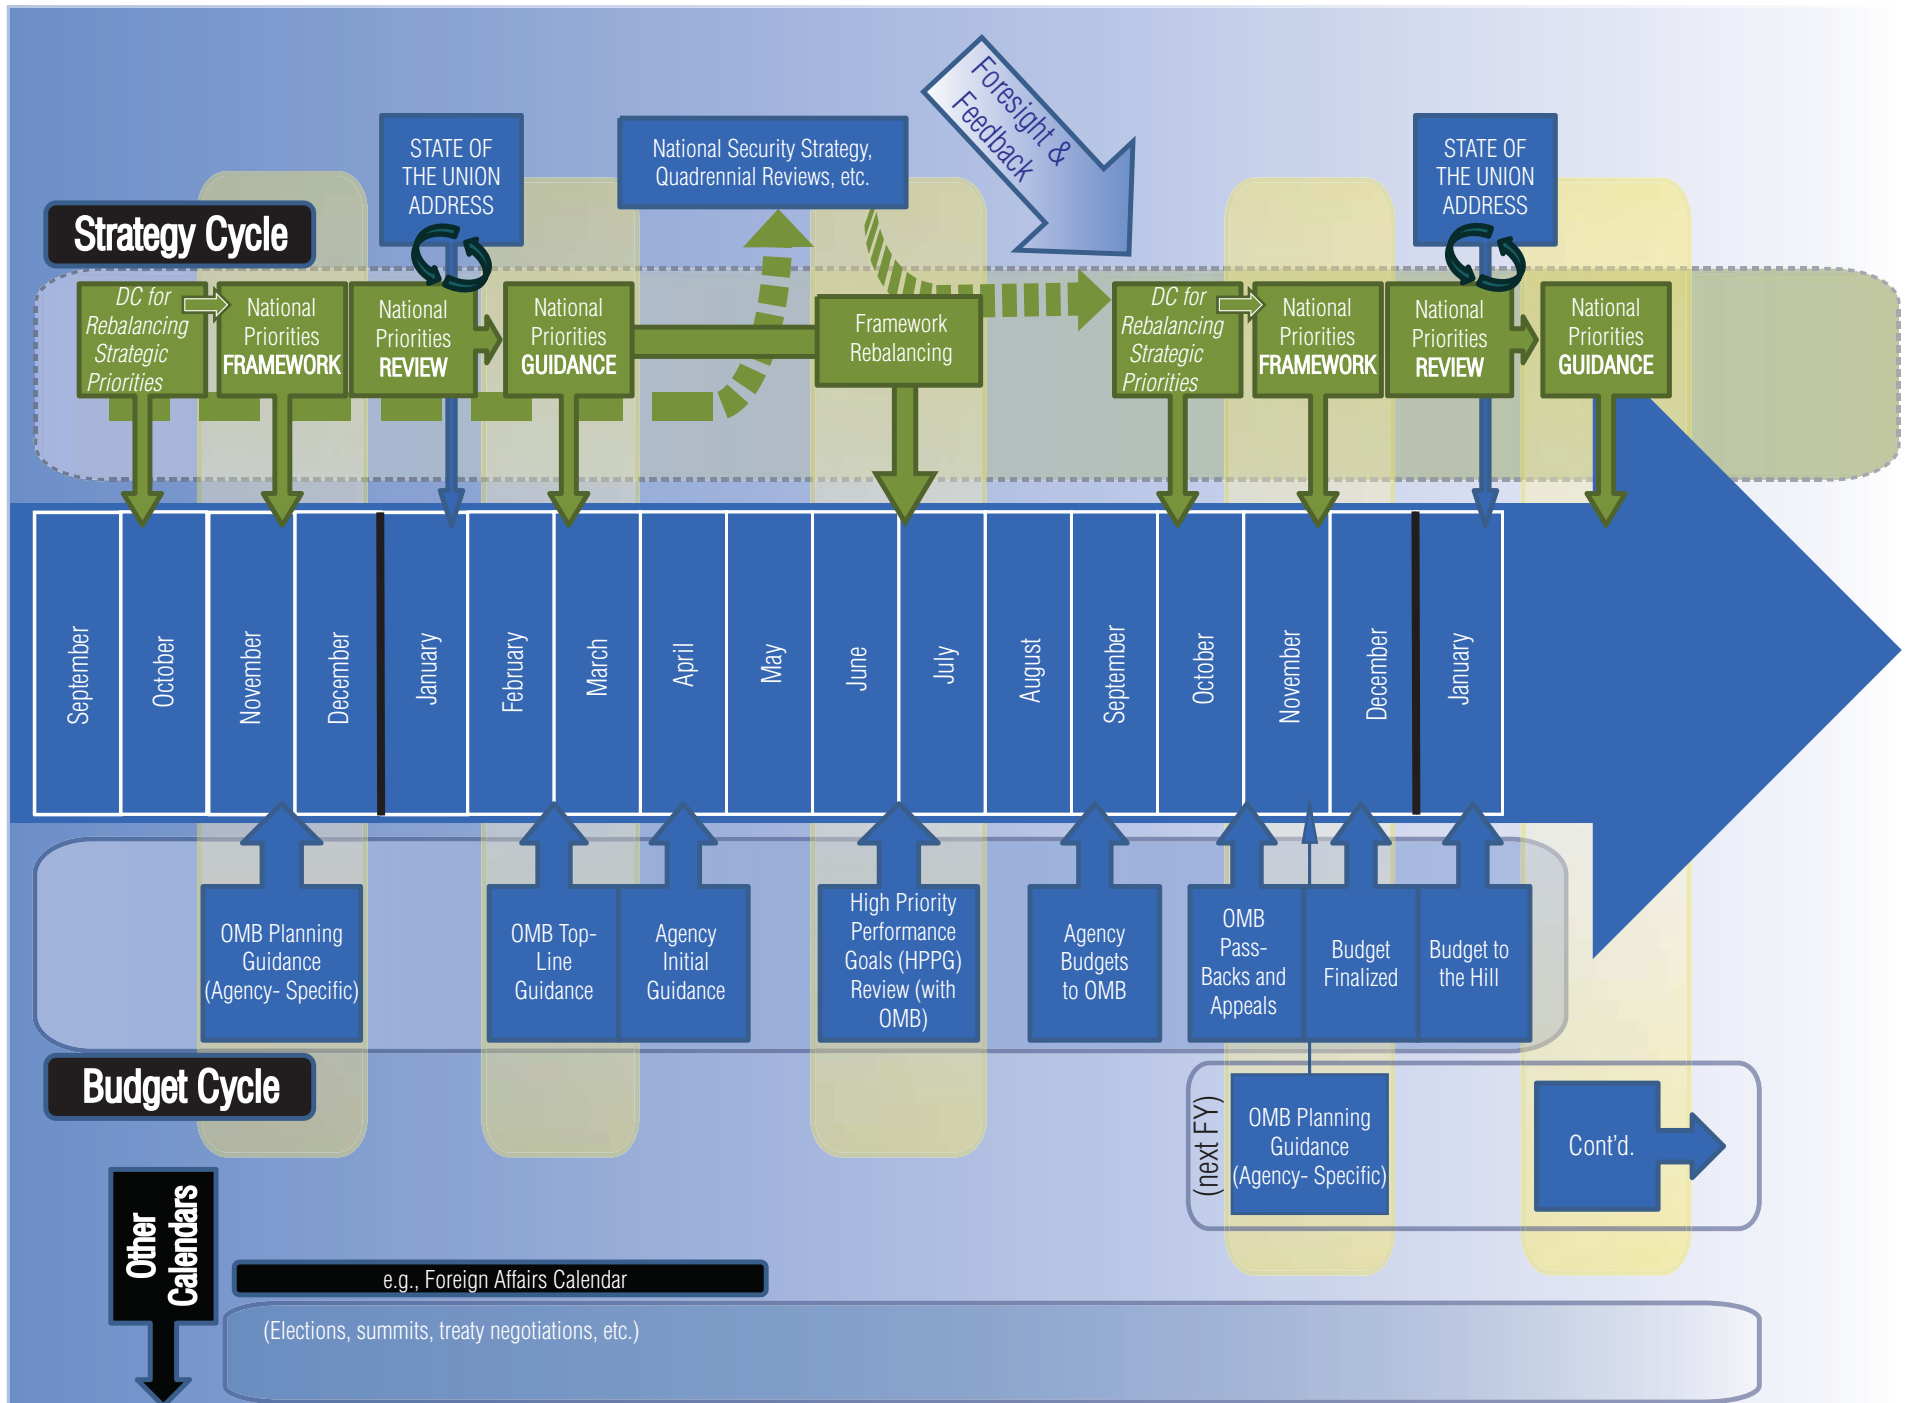 Foresight &
Feedback
STATE OF
THE UNION
ADDRESS
National Security Strategy,
Quadrennial Reviews, etc.
STATE OF
THE UNION
ADDRESS
Strategy Cycle
DC for
Rebalancing
Strategic
Priorities
National
Priorities
FRAMEWORK
National
Priorities
REVIEW
National
Priorities
GUIDANCE
Framework
Rebalancing
DC for
Rebalancing
Strategic
Priorities
National
Priorities
FRAMEWORK
National
Priorities
REVIEW
National
Priorities
GUIDANCE
September
October
November
December
January
February
March
April
May
June
July
August
September
October
November
December
January
OMB Planning
Guidance
(Agency- Specific)
OMB Top-
Line
Guidance
Agency
Initial
Guidance
High Priority
Performance
Goals (HPPG)
Review (with
OMB)
Agency
Budgets
to OMB
OMB
Pass-
Backs and
Appeals
Budget
Finalized
Budget to
the Hill
Budget Cycle
(next FY)
OMB Planning
Guidance
(Agency- Specific)
Cont'd.
Other
Calendars
e.g., Foreign Affairs Calendar
(Elections, summits, treaty negotiations, etc.)